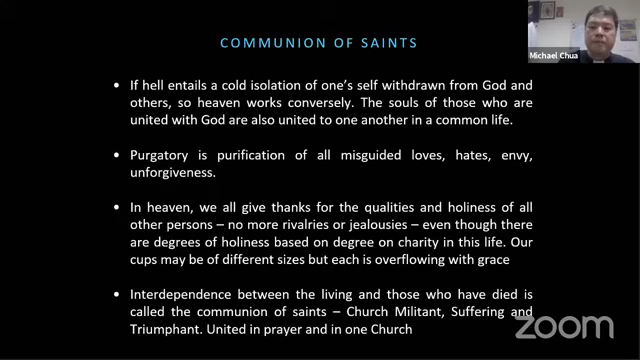 COMMUNION OF SAINTS
Michael Chua
• If hell entails a cold isolation of one's self withdrawn from God and
others, so heaven works conversely. The souls of those who are
united with God are also united to one another in a common life.
• Purgatory is purification of all misguided loves, hates, envy,
unforgiveness.
• In heaven, we all give thanks for the qualities and holiness of all
other persons – no more rivalries or jealousies – even though there
are degrees of holiness based on degree on charity in this life. Our
cups may be of different sizes but each is overflowing with grace
• Interdependence between the living and those who have died is
called the communion of saints – Church Militant, Suffering and
Triumphant. United in prayer and in one Church
zoom